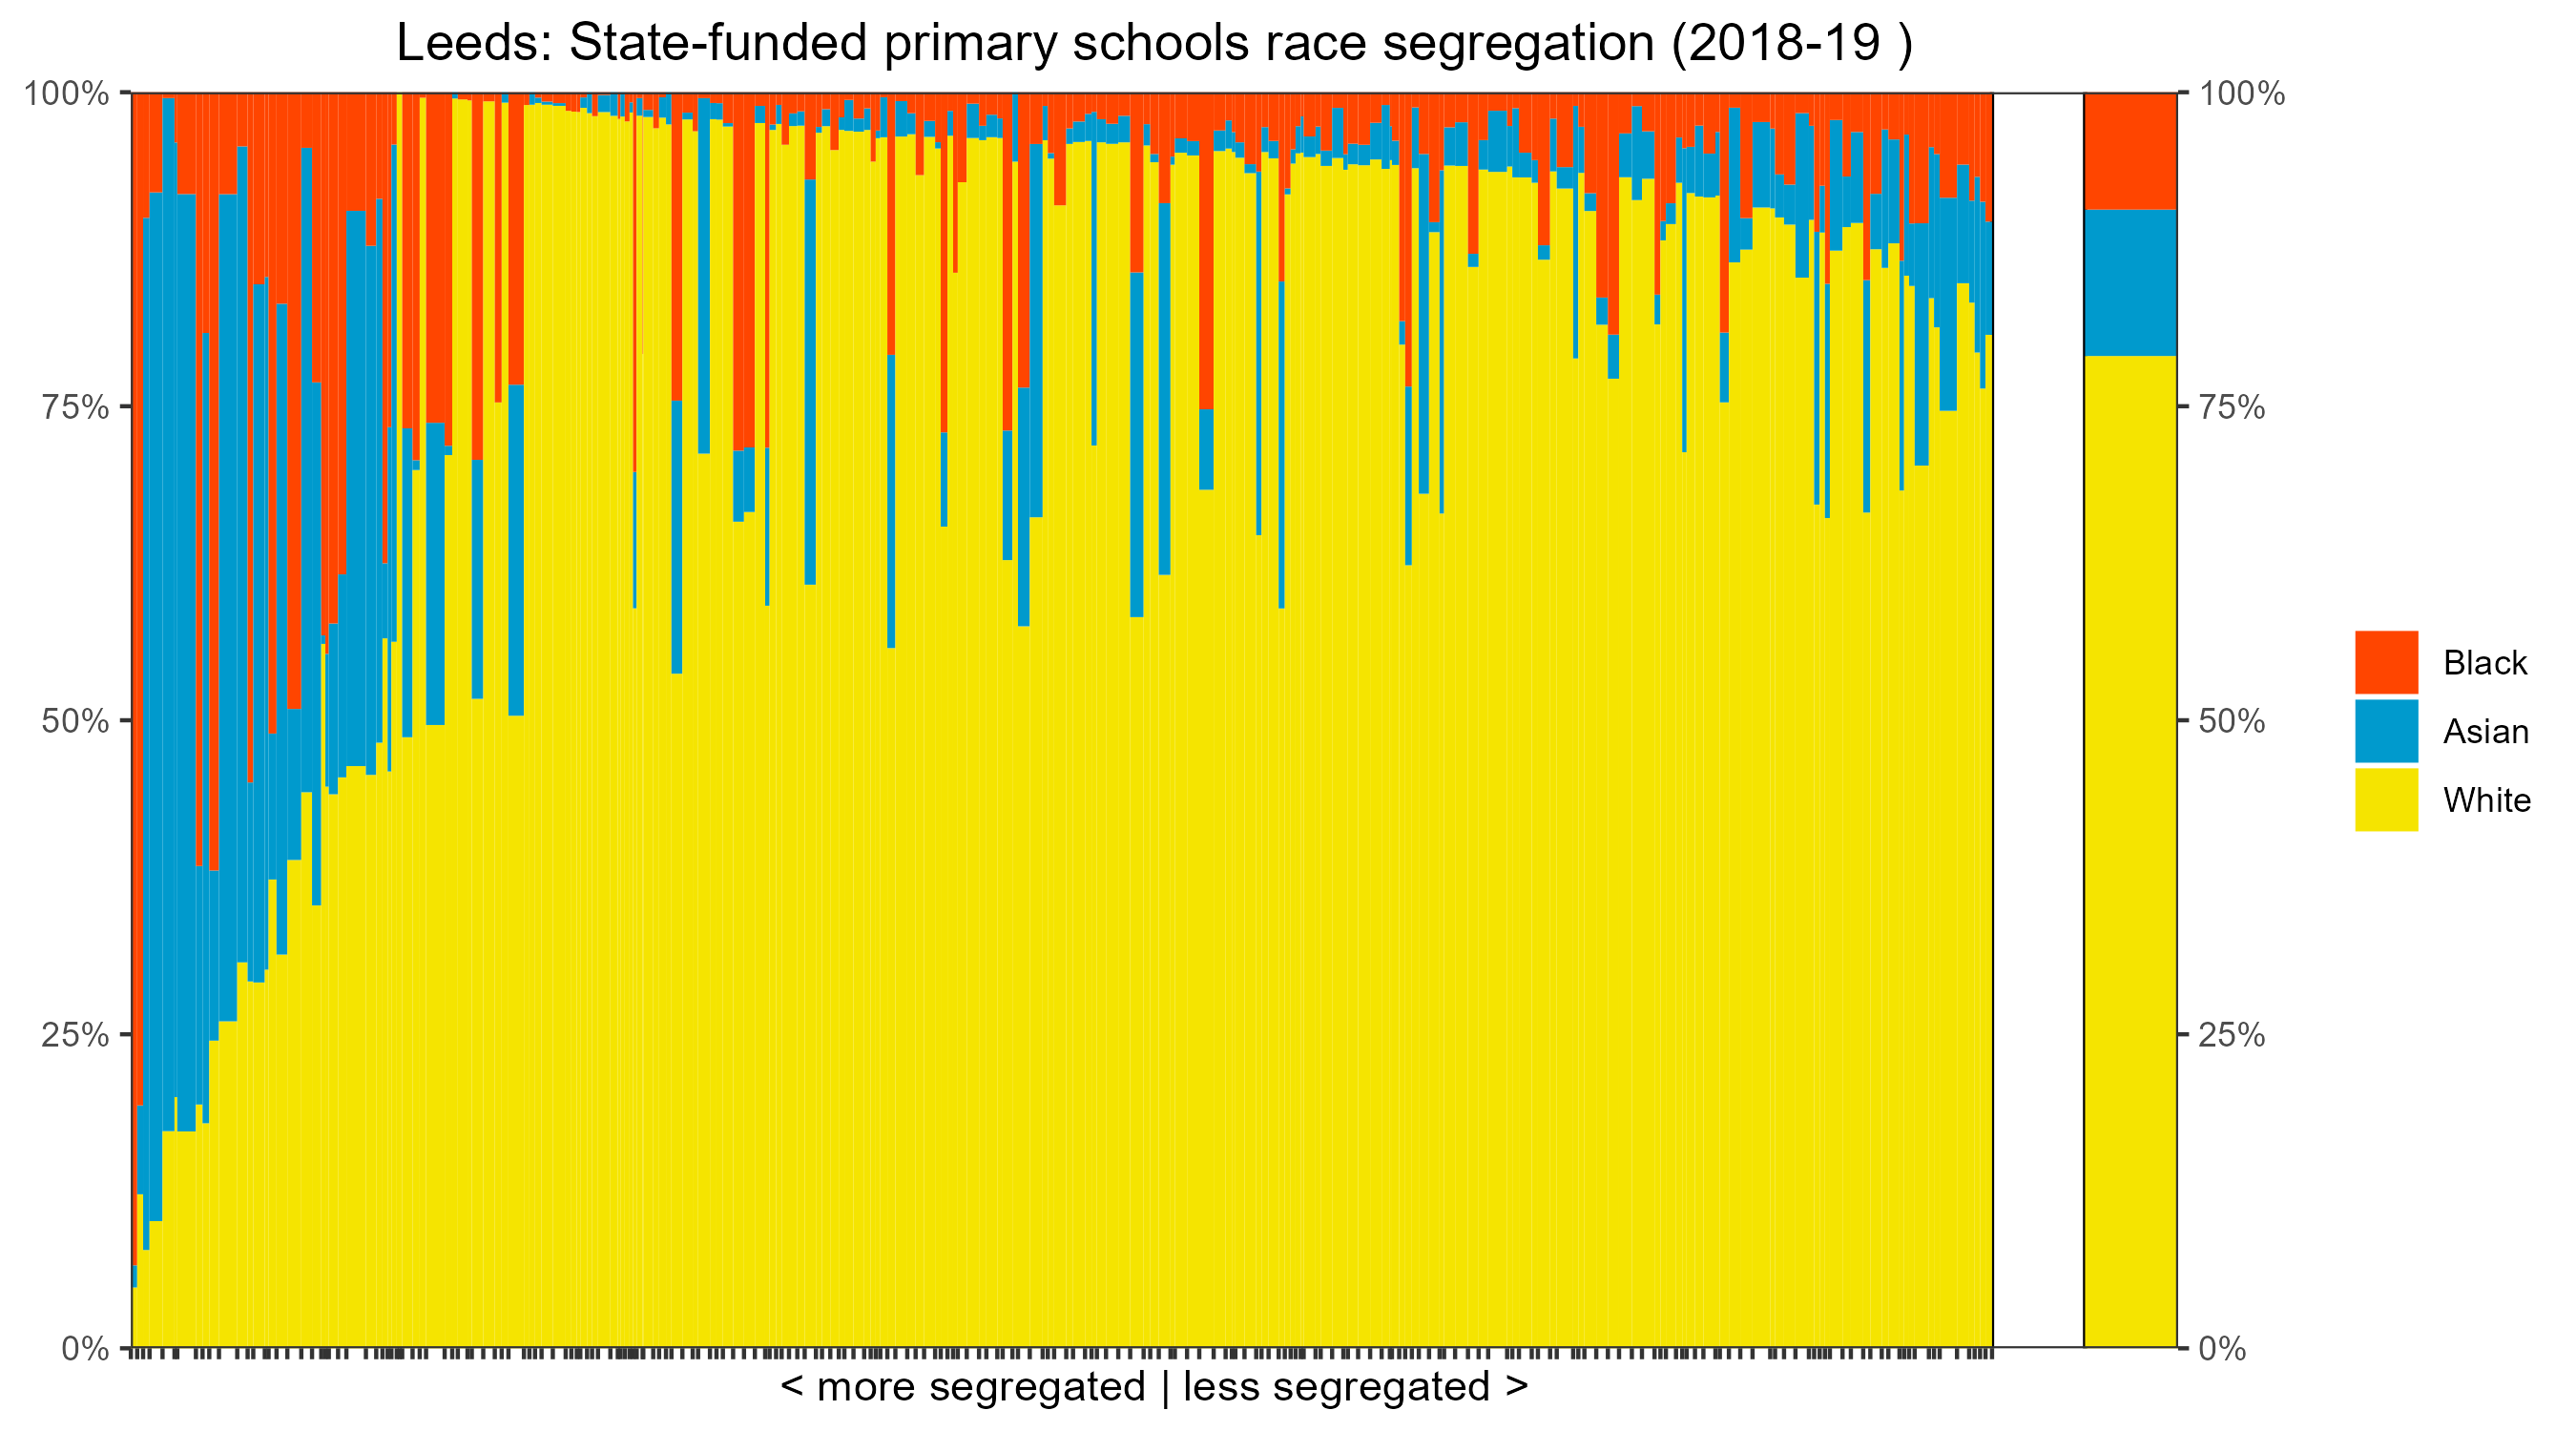 Leeds: State-funded primary schools race segregation (2018-19 )
100%
75%
50%
25%
0%
100%
75%
50%
25%
0%
Black
Asian
White
< more segregated | less segregated >